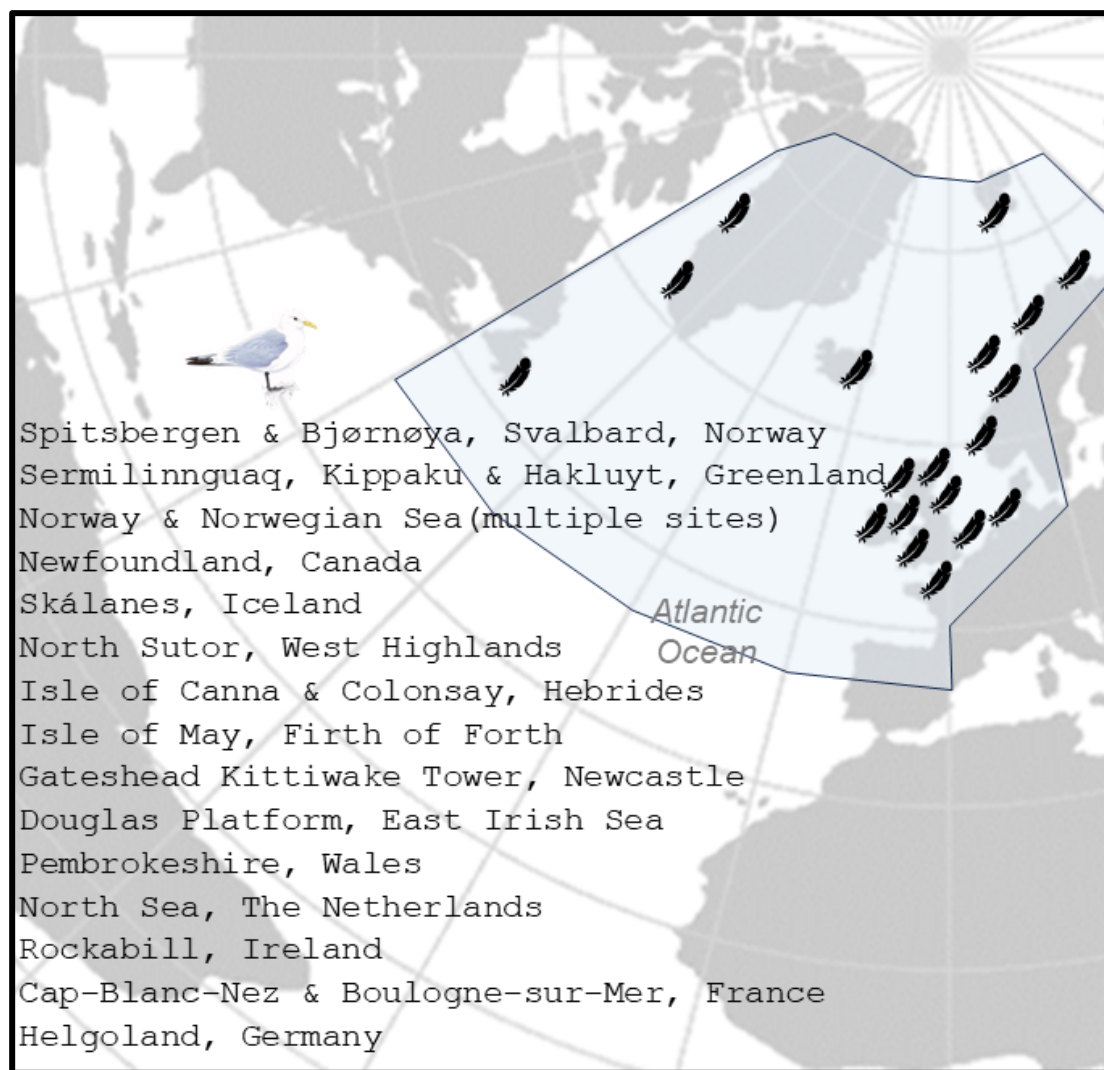 Spitsbergen & Bjørnøya, Svalbard, Norway
Sermilinnguaq, Kippaku & Hakluyt, Greenland
Norway & Norwegian Sea(multiple sites)
Newfoundland, Canada
Skálanes, Iceland
Atlantic
Ocean
North Sutor, West Highlands
Isle of Canna & Colonsay, Hebrides
Isle of May, Firth of Forth
Gateshead Kittiwake Tower, Newcastle
Douglas Platform, East Irish Sea
Pembrokeshire, Wales
North Sea, The Netherlands
Rockabill, Ireland
Cap-Blanc-Nez & Boulogne-sur-Mer, France
Helgoland, Germany